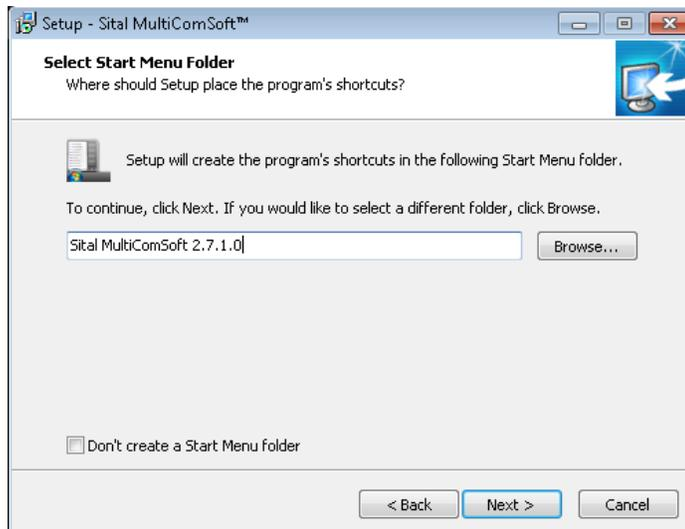 Setup - Sital MultiComSoft™
Select Start Menu Folder
Where should Setup place the program's shortcuts?
Setup will create the program's shortcuts in the following Start Menu folder.
To continue, click Next. If you would like to select a different folder, click Browse.
Sital MultiComSoft 2.7.1.0
Browse...
Don't create a Start Menu folder
< Back
Next >
Cancel